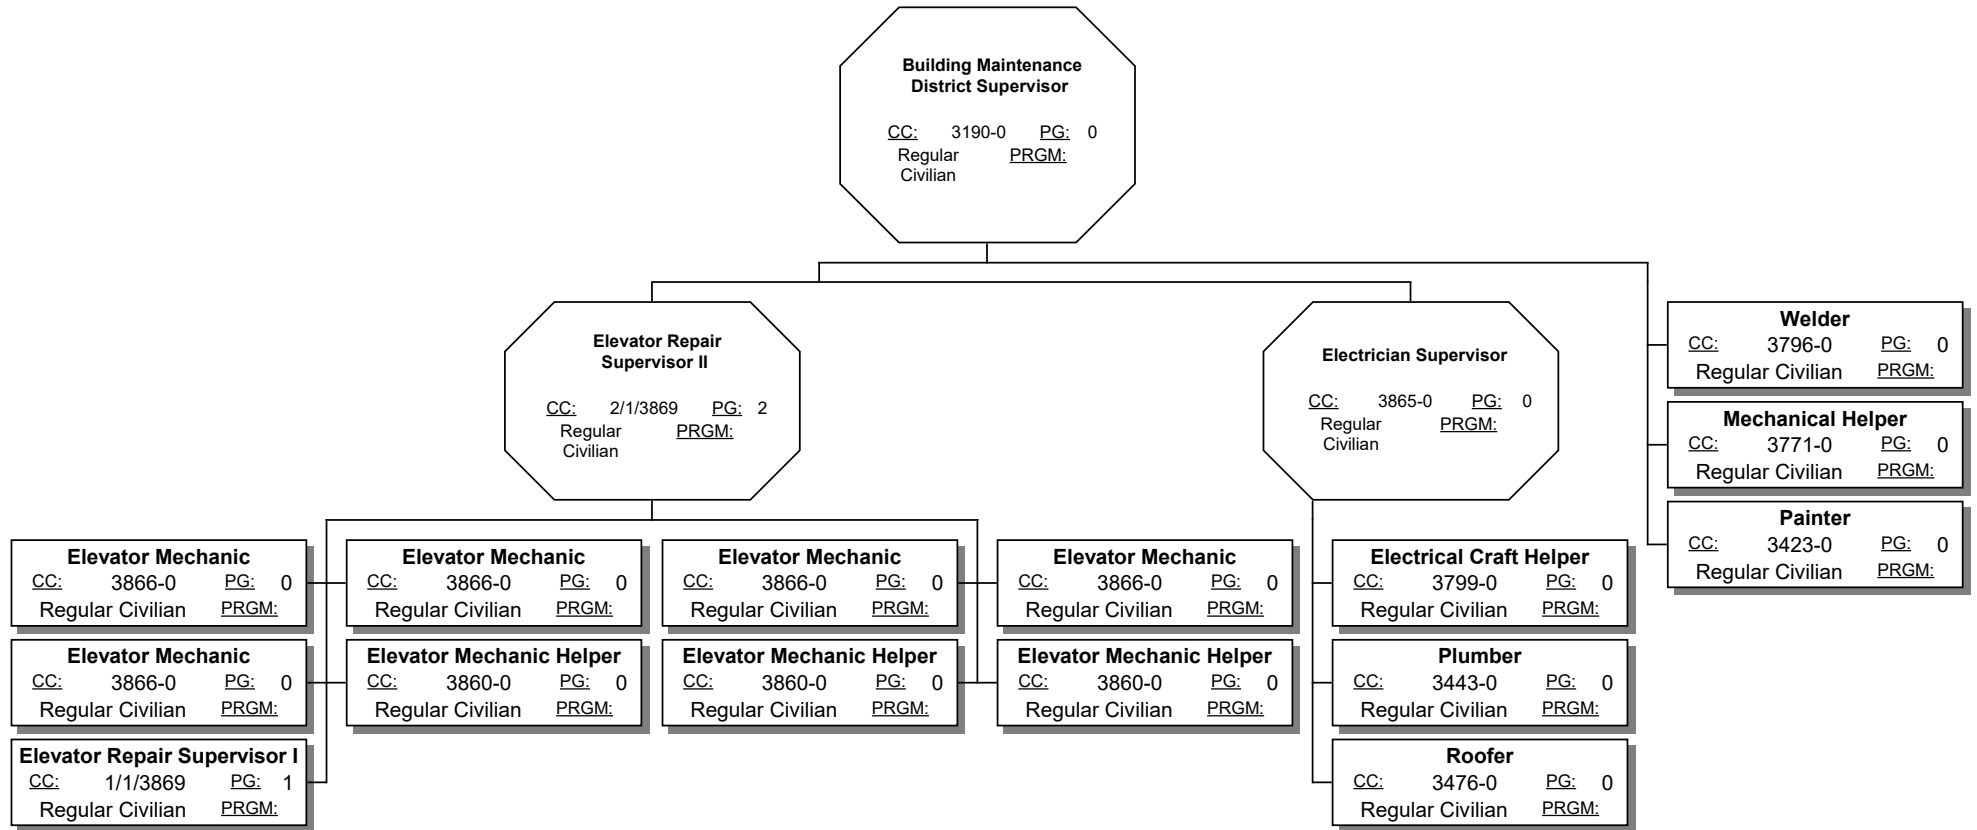 Building Maintenance
District Supervisor
CC: 3190-0 PG: 0
Regular PRGM:
Civilian
Elevator Repair
Supervisor II
CC: 2/1/3869 PG: 2
Regular PRGM:
Civilian
Electrician Supervisor
CC: 3865-0 PG: 0
Regular PRGM:
Civilian
Welder
CC: 3796-0 PG: 0
Regular Civilian PRGM:
Mechanical Helper
CC: 3771-0 PG: 0
Regular Civilian PRGM:
Painter
CC: 3423-0 PG: 0
Regular Civilian PRGM:
Elevator Mechanic
CC: 3866-0 PG: 0
Regular Civilian PRGM:
Elevator Mechanic
CC: 3866-0 PG: 0
Regular Civilian PRGM:
Elevator Mechanic
CC: 3866-0 PG: 0
Regular Civilian PRGM:
Elevator Mechanic
CC: 3866-0 PG: 0
Regular Civilian PRGM:
Electrical Craft Helper
CC: 3799-0 PG: 0
Regular Civilian PRGM:
Elevator Mechanic
CC: 3866-0 PG: 0
Regular Civilian PRGM:
Elevator Mechanic Helper
CC: 3860-0 PG: 0
Regular Civilian PRGM:
Elevator Mechanic Helper
CC: 3860-0 PG: 0
Regular Civilian PRGM:
Elevator Mechanic Helper
CC: 3860-0 PG: 0
Regular Civilian PRGM:
Plumber
CC: 3443-0 PG: 0
Regular Civilian PRGM:
Elevator Repair Supervisor I
CC: 1/1/3869 PG: 1
Regular Civilian PRGM:
Roofer
CC: 3476-0 PG: 0
Regular Civilian PRGM: